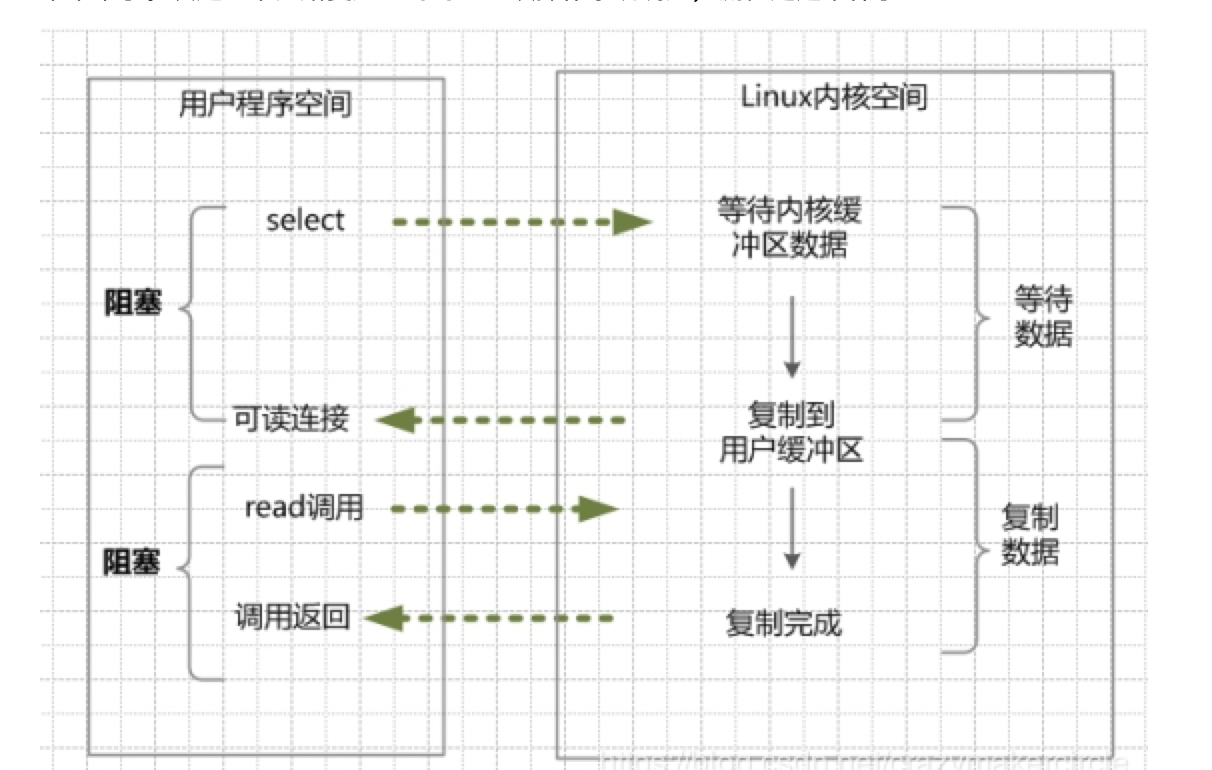 用户程序空间
Linux内核空间
select
等待内核缓
冲区数据
阻塞
等待
数据
可读连接
复制到
用户缓冲区
read调用
复制
数据
阻塞
调用返回
复制完成